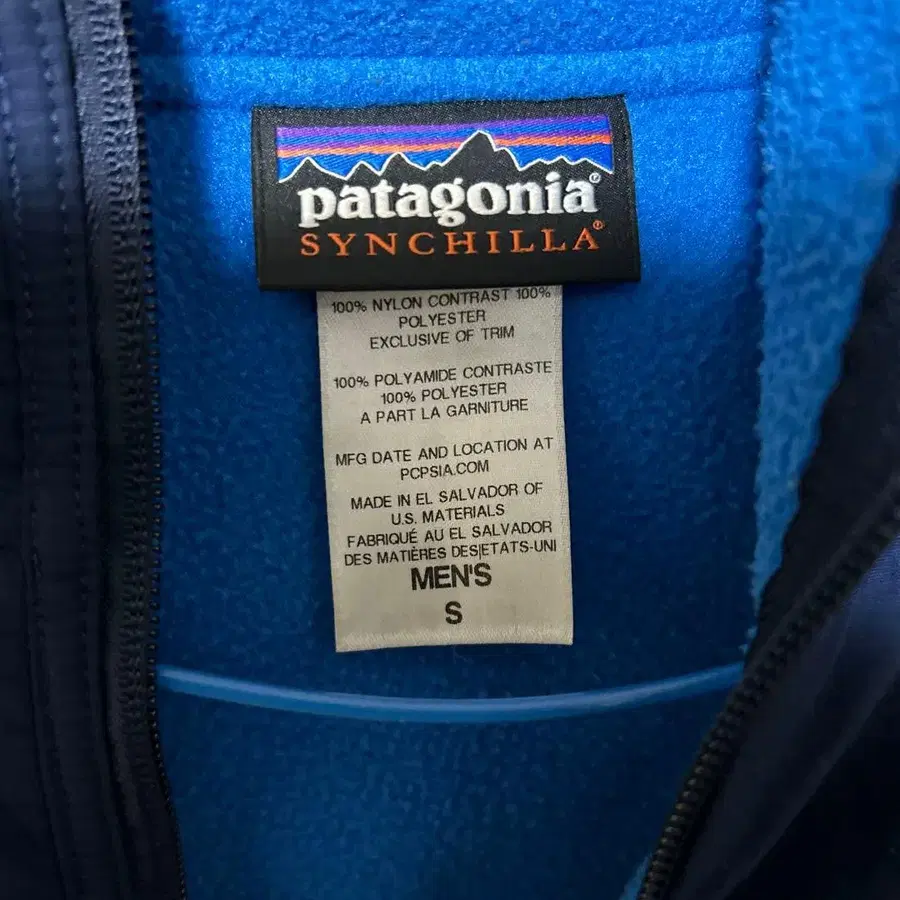 patagonia®
SYNCHILLA®
100% NYLON CONTRAST 100%
POLYESTER
EXCLUSIVE OF TRIM
100% POLYAMIDE CONTRASTE
100% POLYESTER
A PART LA GARNITURE
MFG DATE AND LOCATION AT
PCPSIA.COM
MADE IN EL SALVADOR OF
U.S. MATERIALS
FABRIQUÉ AU EL SALVADOR
DES MATIÈRES DES|ETATS-UNI
MEN'S
S